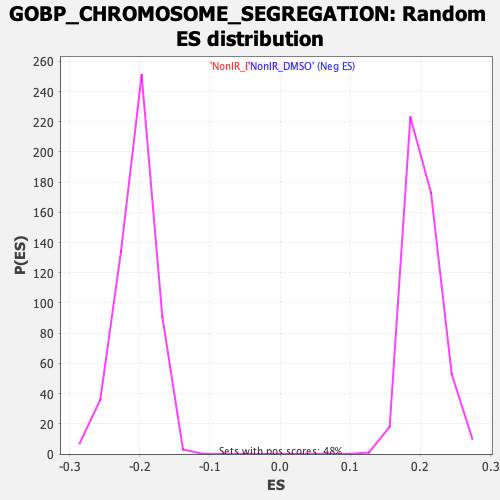 GOBP_CHROMOSOME_SEGREGATION: Random
ES distribution
'NonIR_
'NonIR_DMSO' (Neg ES)
260
240
220
200
180
160
140
120
100
80
60
40
20
0
P(ES)
Sets with pos scores: 48%
-0.3 -0.2 -0.1 0.0 0.1 0.2 0.3
ES